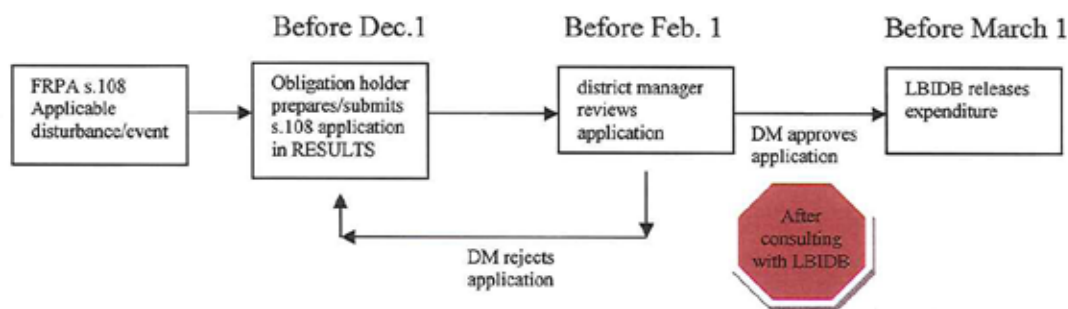 Before Dec.1
Before Feb. 1
Before March 1
FRPA s.108
Applicable
disturbance/event
Obligation holder
prepares/submits
s.108 application
in RESULTS
district manager
reviews
application
DM approves
application
LBIDB releases
expenditure
After
consulting
with LBIDB
DM rejects
application